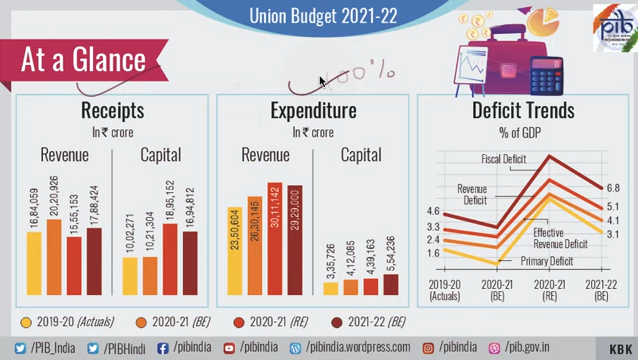 Union Budget 2021-22
pib
At a Glance
100%
Receipts
In ₹ crore
Revenue
Capital
16,84,059
20,20,926
15,55,153
17,88,424
10,02,271
10,21,304
18,95,152
16,94,812
Expenditure
In ₹ crore
Revenue
Capital
23,50,604
26,30,145
30,11,142
29,29,000
3,35,726
4,12,085
4,39,163
5,54,236
Deficit Trends
% of GDP
Fiscal Deficit
Revenue
Deficit
Effective
Revenue Deficit
Primary Deficit
4.6
3.3
2.4
1.6
6.8
5.1
4.1
3.1
2019-20
(Actuals)
2020-21
(BE)
2020-21
(RE)
2021-22
(BE)
2019-20 (Actuals)
2020-21 (BE)
2020-21 (RE)
2021-22 (BE)
/PIB_India
/PIBHindi
/pibindia
/pibindia
/pibindia.wordpress.com
/pibindia
/pib.gov.in
KBK